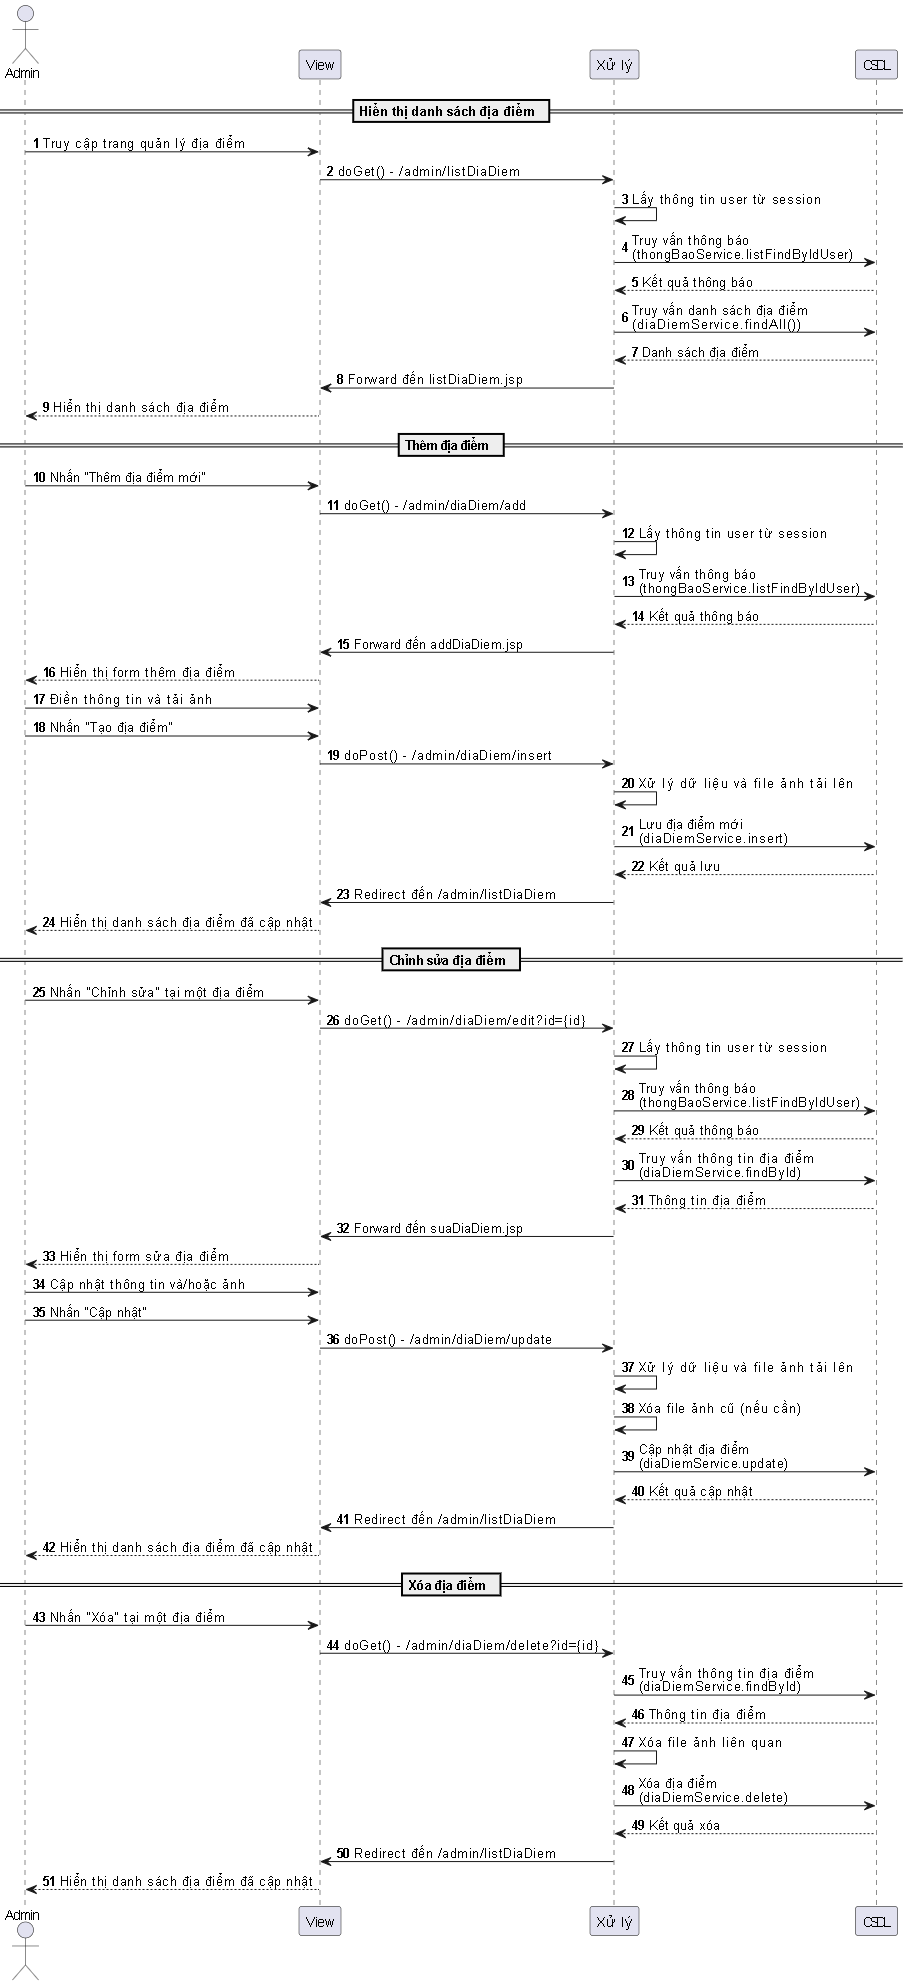 Admin
View
Xử lý
CSDL
Hiển thị danh sách địa điểm
1 Truy cập trang quản lý địa điểm
2 doGet() - /admin/listDiaDiem
3 Lấy thông tin user từ session
4 Truy vấn thông báo
(thongBaoService.listFindByIdUser)
5 Kết quả thông báo
6 Truy vấn danh sách địa điểm
(diaDiemService.findAll())
7 Danh sách địa điểm
8 Forward đến listDiaDiem.jsp
9 Hiển thị danh sách địa điểm
Thêm địa điểm
10 Nhấn "Thêm địa điểm mới"
11 doGet() - /admin/diaDiem/add
12 Lấy thông tin user từ session
13 Truy vấn thông báo
(thongBaoService.listFindByIdUser)
14 Kết quả thông báo
15 Forward đến addDiaDiem.jsp
16 Hiển thị form thêm địa điểm
17 Điền thông tin và tải ảnh
18 Nhấn "Tạo địa điểm"
19 doPost() - /admin/diaDiem/insert
20 Xử lý dữ liệu và file ảnh tải lên
21 Lưu địa điểm mới
(diaDiemService.insert)
22 Kết quả lưu
23 Redirect đến /admin/listDiaDiem
24 Hiển thị danh sách địa điểm đã cập nhật
Chỉnh sửa địa điểm
25 Nhấn "Chỉnh sửa" tại một địa điểm
26 doGet() - /admin/diaDiem/edit?id={id}
27 Lấy thông tin user từ session
28 Truy vấn thông báo
(thongBaoService.listFindByIdUser)
29 Kết quả thông báo
30 Truy vấn thông tin địa điểm
(diaDiemService.findById)
31 Thông tin địa điểm
32 Forward đến suaDiaDiem.jsp
33 Hiển thị form sửa địa điểm
34 Cập nhật thông tin và/hoặc ảnh
35 Nhấn "Cập nhật"
36 doPost() - /admin/diaDiem/update
37 Xử lý dữ liệu và file ảnh tải lên
38 Xóa file ảnh cũ (nếu cần)
39 Cập nhật địa điểm
(diaDiemService.update)
40 Kết quả cập nhật
41 Redirect đến /admin/listDiaDiem
42 Hiển thị danh sách địa điểm đã cập nhật
Xóa địa điểm
43 Nhấn "Xóa" tại một địa điểm
44 doGet() - /admin/diaDiem/delete?id={id}
45 Truy vấn thông tin địa điểm
(diaDiemService.findById)
46 Thông tin địa điểm
47 Xóa file ảnh liên quan
48 Xóa địa điểm
(diaDiemService.delete)
49 Kết quả xóa
50 Redirect đến /admin/listDiaDiem
51 Hiển thị danh sách địa điểm đã cập nhật
Admin
View
Xử lý
CSDL